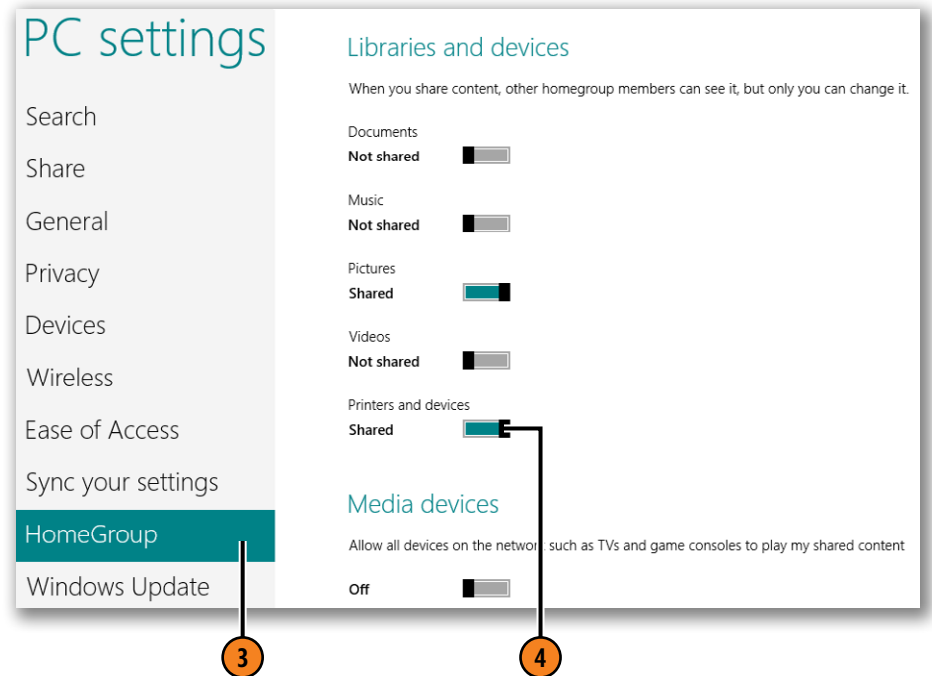 PC settings
Search
Share
General
Privacy
Devices
Wireless
Ease of Access
Sync your settings
HomeGroup
Windows Update
Libraries and devices
When you share content, other homegroup members can see it, but only you can change it.
Documents
Not shared
Music
Not shared
Pictures
Shared
Videos
Not shared
Printers and devices
Shared
Media devices
Allow all devices on the network such as TVs and game consoles to play my shared content
Off
3
4